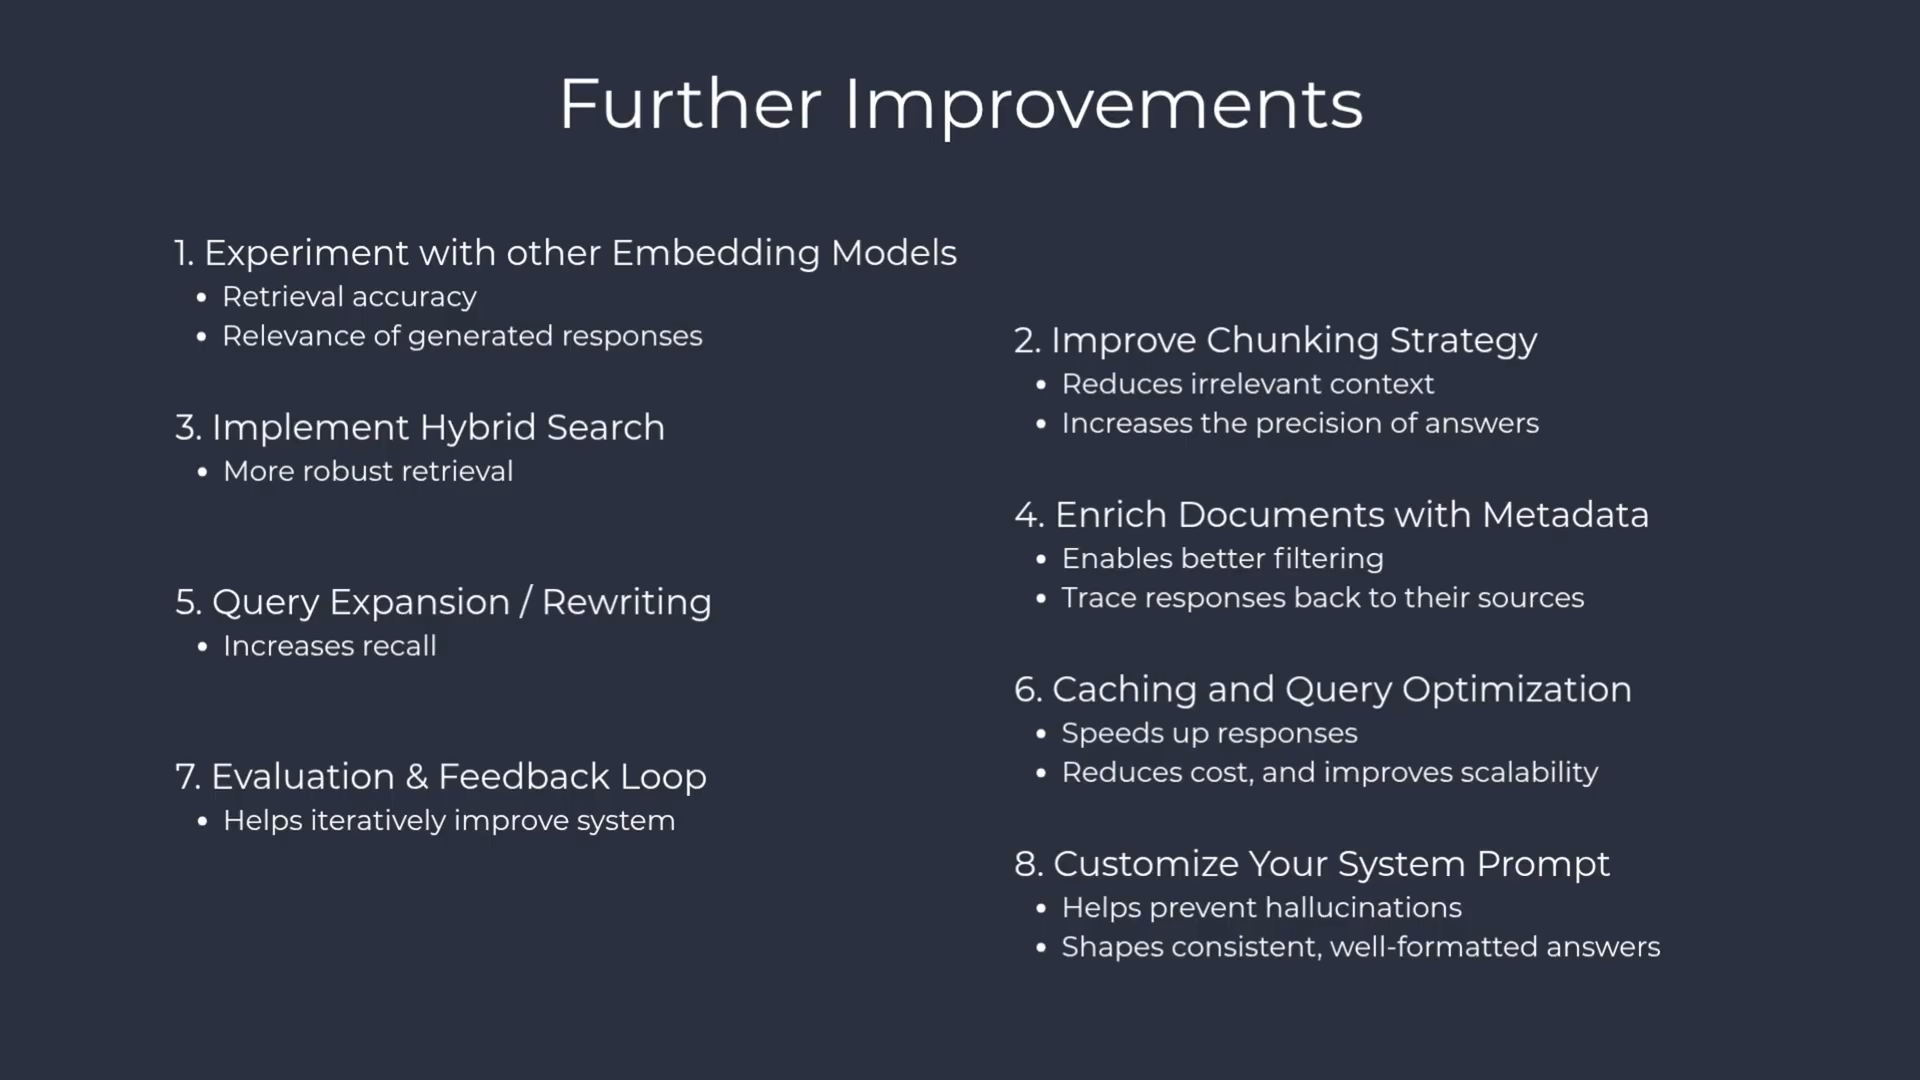 Further Improvements
1. Experiment with other Embedding Models
• Retrieval accuracy
• Relevance of generated responses
2. Improve Chunking Strategy
• Reduces irrelevant context
• Increases the precision of answers
3. Implement Hybrid Search
• More robust retrieval
4. Enrich Documents with Metadata
• Enables better filtering
• Trace responses back to their sources
5. Query Expansion / Rewriting
• Increases recall
6. Caching and Query Optimization
• Speeds up responses
• Reduces cost, and improves scalability
7. Evaluation & Feedback Loop
• Helps iteratively improve system
8. Customize Your System Prompt
• Helps prevent hallucinations
• Shapes consistent, well-formatted answers